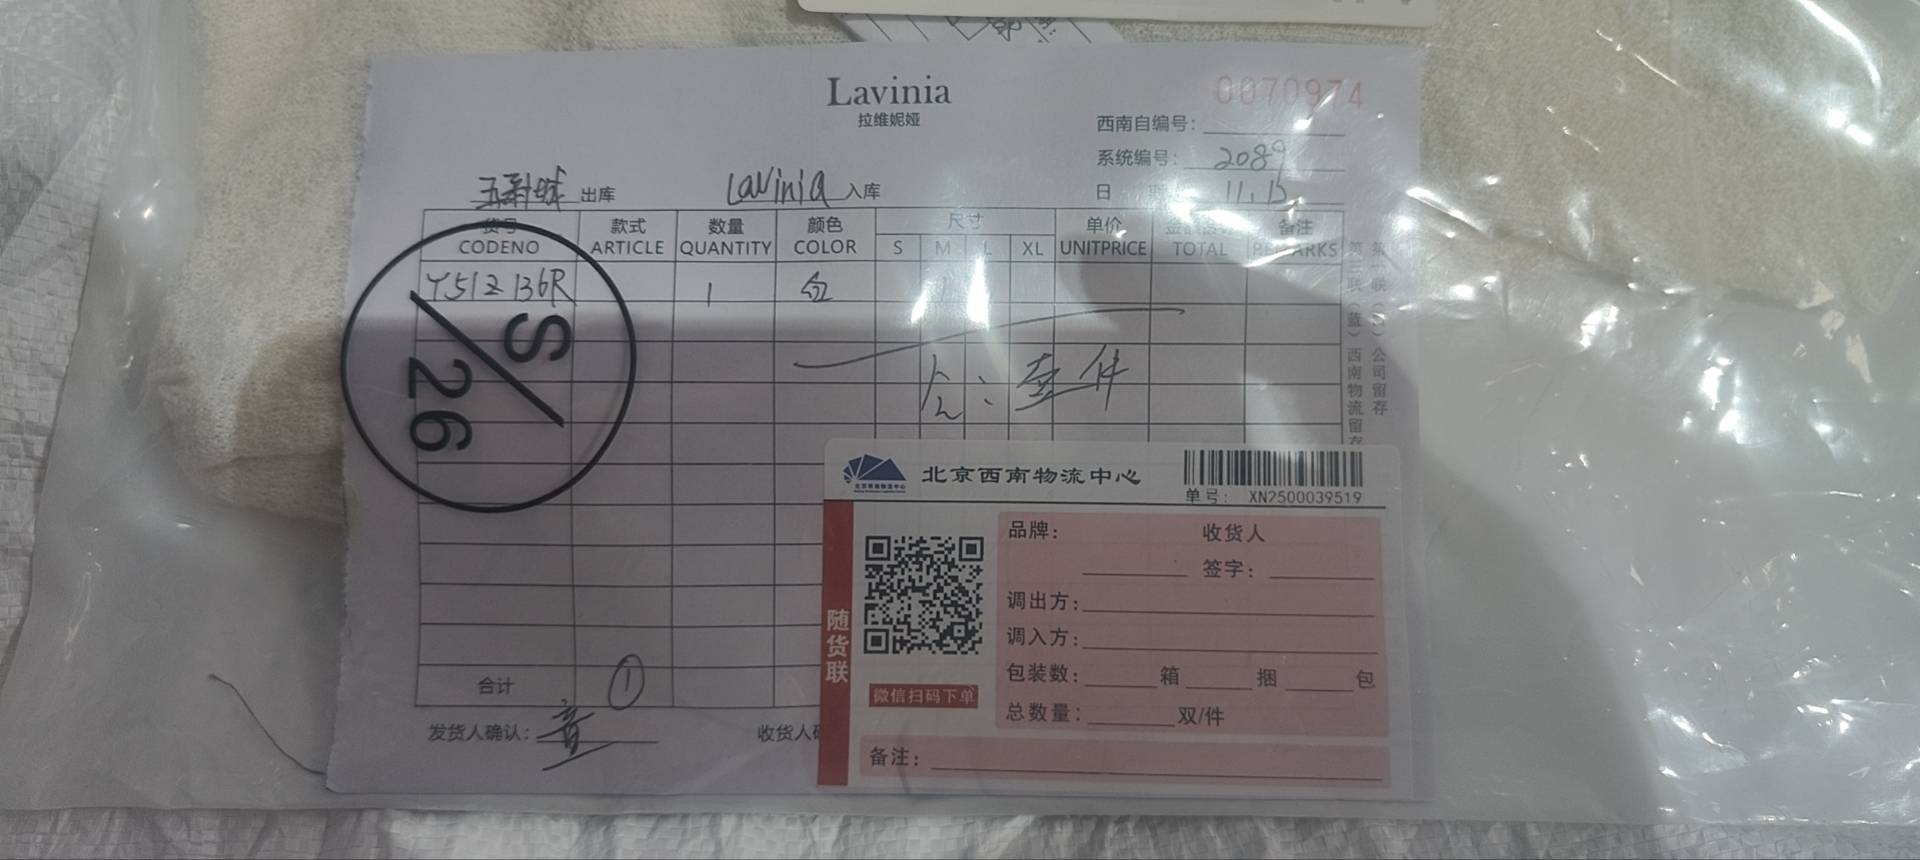 Lavinia
拉维妮娅
0070974
西南自编号:
系统编号: 2089
出库 Lavinia 入库
日 期 11.13
货号 款式 数量 颜色 尺寸 单价 备注
CODENO ARTICLE QUANTITY COLOR S M L XL UNITPRICE TOTAL REMARKS
Y512136R 1 1
S/26
仝:壹件
第一联(白)公司留存
第三联(蓝)西南物流留存
合计 ①
发货人确认:
收货人
北京西南物流中心
单号: XN2500039519
随货联
微信扫码下单
品牌: 收货人
签字:
调出方:
调入方:
包装数: 箱 捆 包
总数量: 双/件
备注: